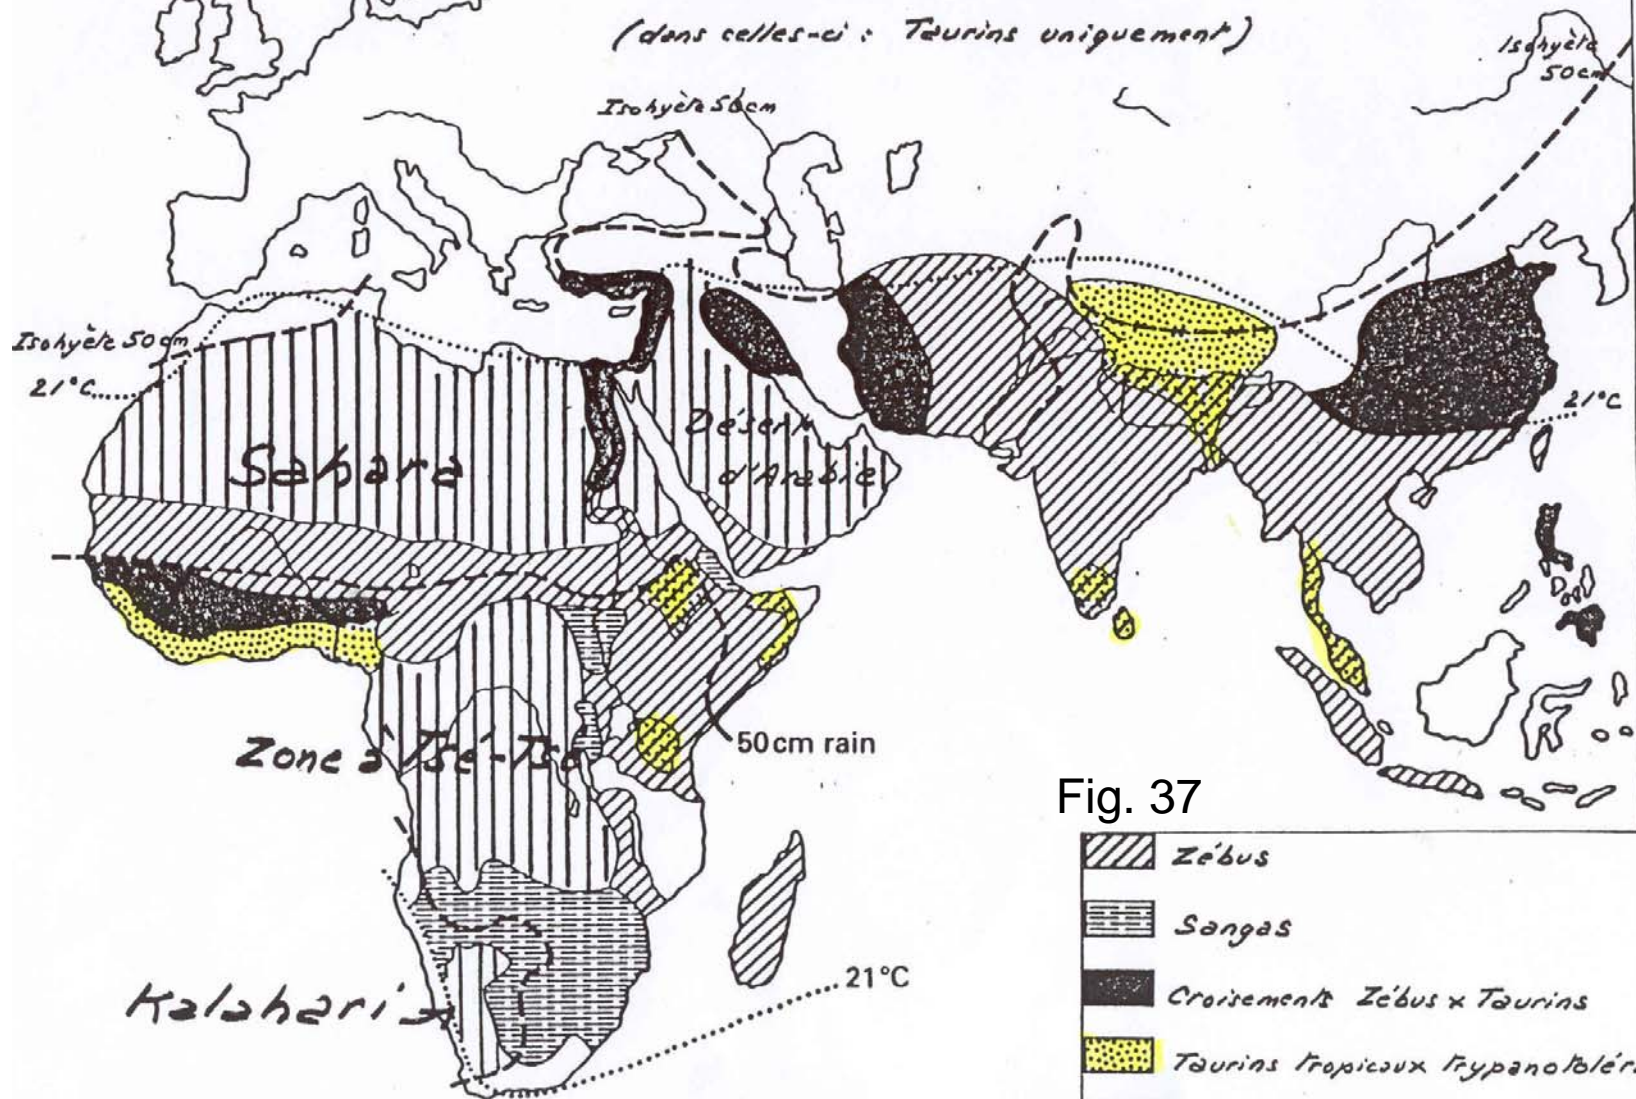 (dans celles-ci : Taurins uniquement)
Isohyète
50cm
Isohyète 50cm
Isohyète 50cm
21°C
21°C
Sahara
Désert
d'Arabie
Zone à Tsé-Tsé
50cm rain
Kalahari
21°C
Fig. 37
Zébus
Sangas
Croisements Zébus x Taurins
Taurins tropicaux trypanotolér